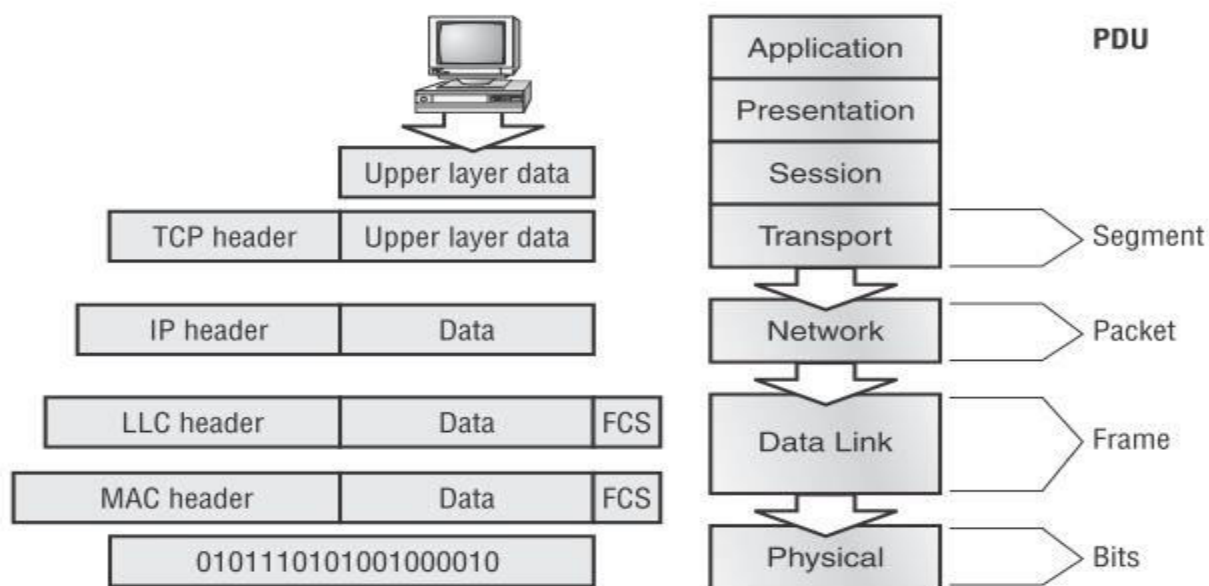 Application PDU
Presentation
Upper layer data Session
TCP header Upper layer data Transport Segment
IP header Data Network Packet
LLC header Data FCS Data Link Frame
MAC header Data FCS
0101110101001000010 Physical Bits